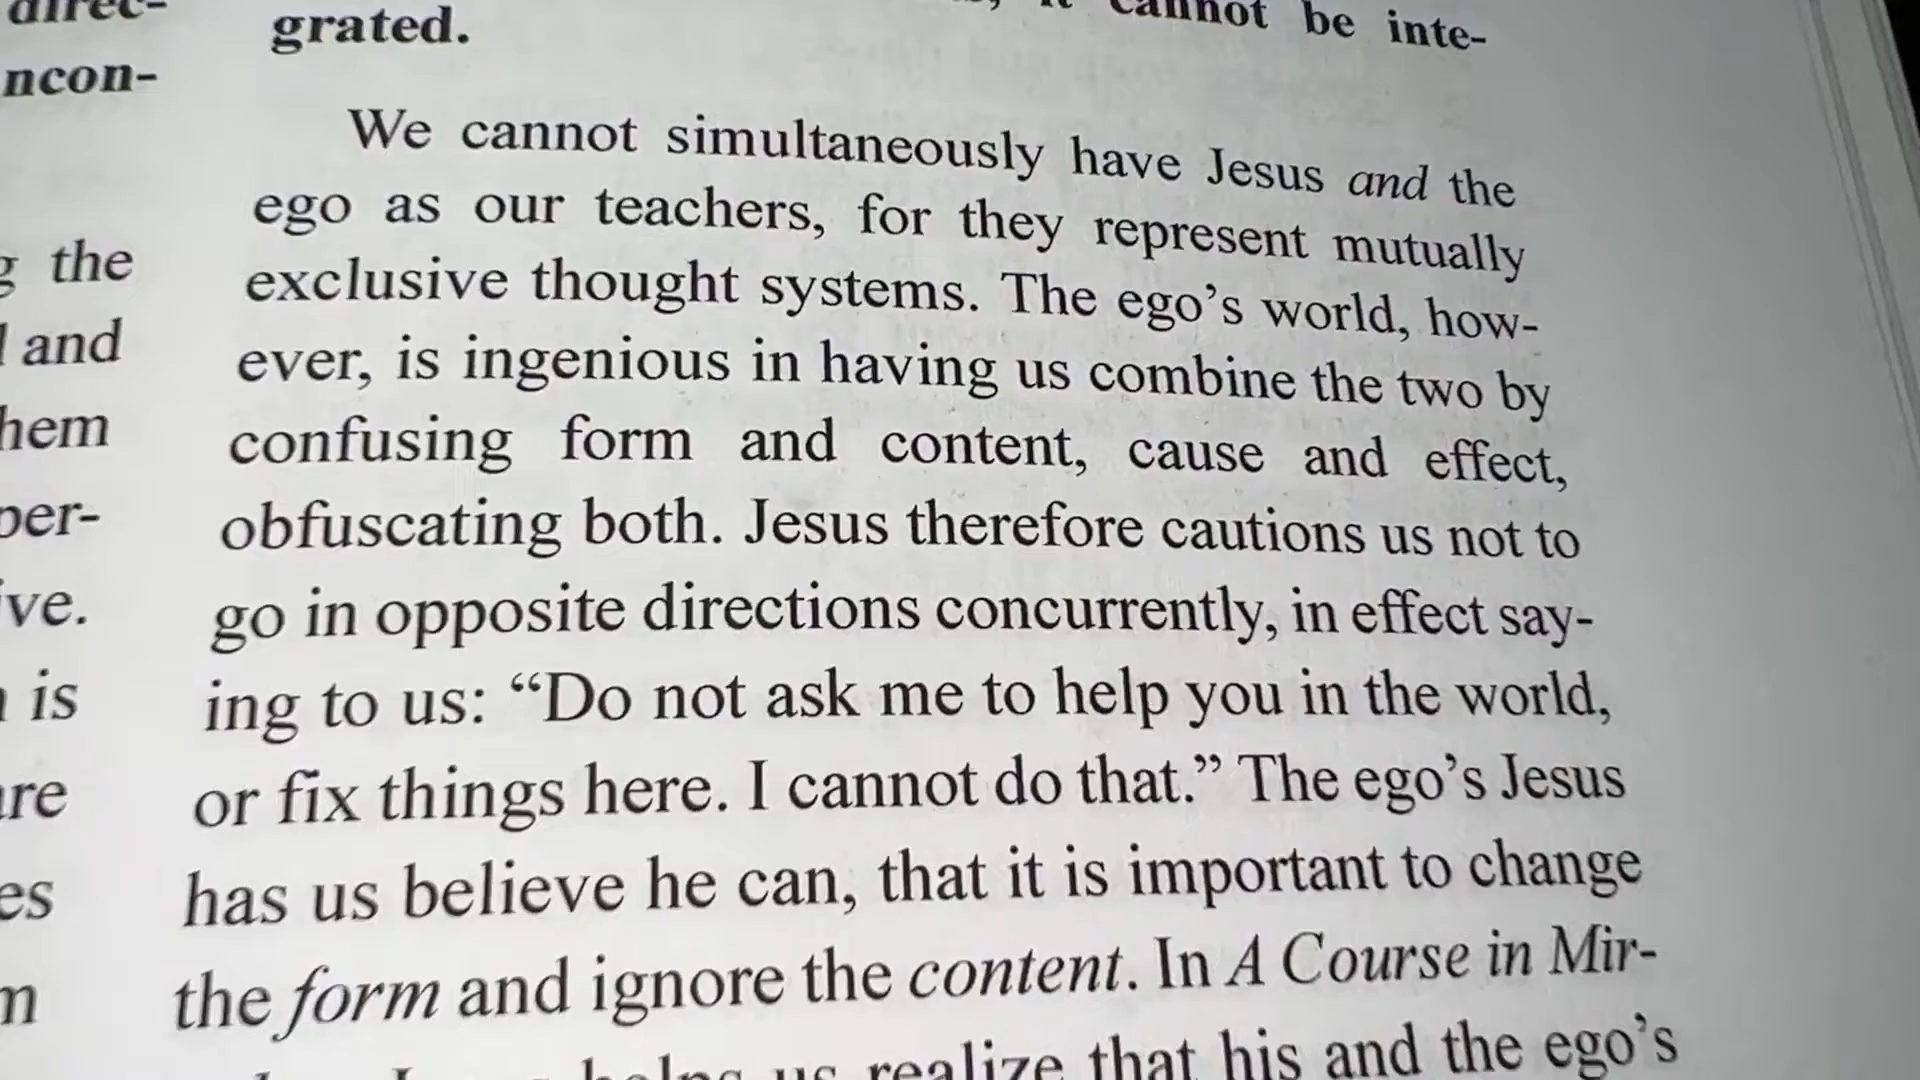 direc-
ncon-
g the
and
hem
per-
ve.
is
are
es
m
cannot be inte-
grated.
We cannot simultaneously have Jesus and the
ego as our teachers, for they represent mutually
exclusive thought systems. The ego’s world, how-
ever, is ingenious in having us combine the two by
confusing form and content, cause and effect,
obfuscating both. Jesus therefore cautions us not to
go in opposite directions concurrently, in effect say-
ing to us: “Do not ask me to help you in the world,
or fix things here. I cannot do that.” The ego’s Jesus
has us believe he can, that it is important to change
the form and ignore the content. In A Course in Mir-
helps us realize that his and the ego’s